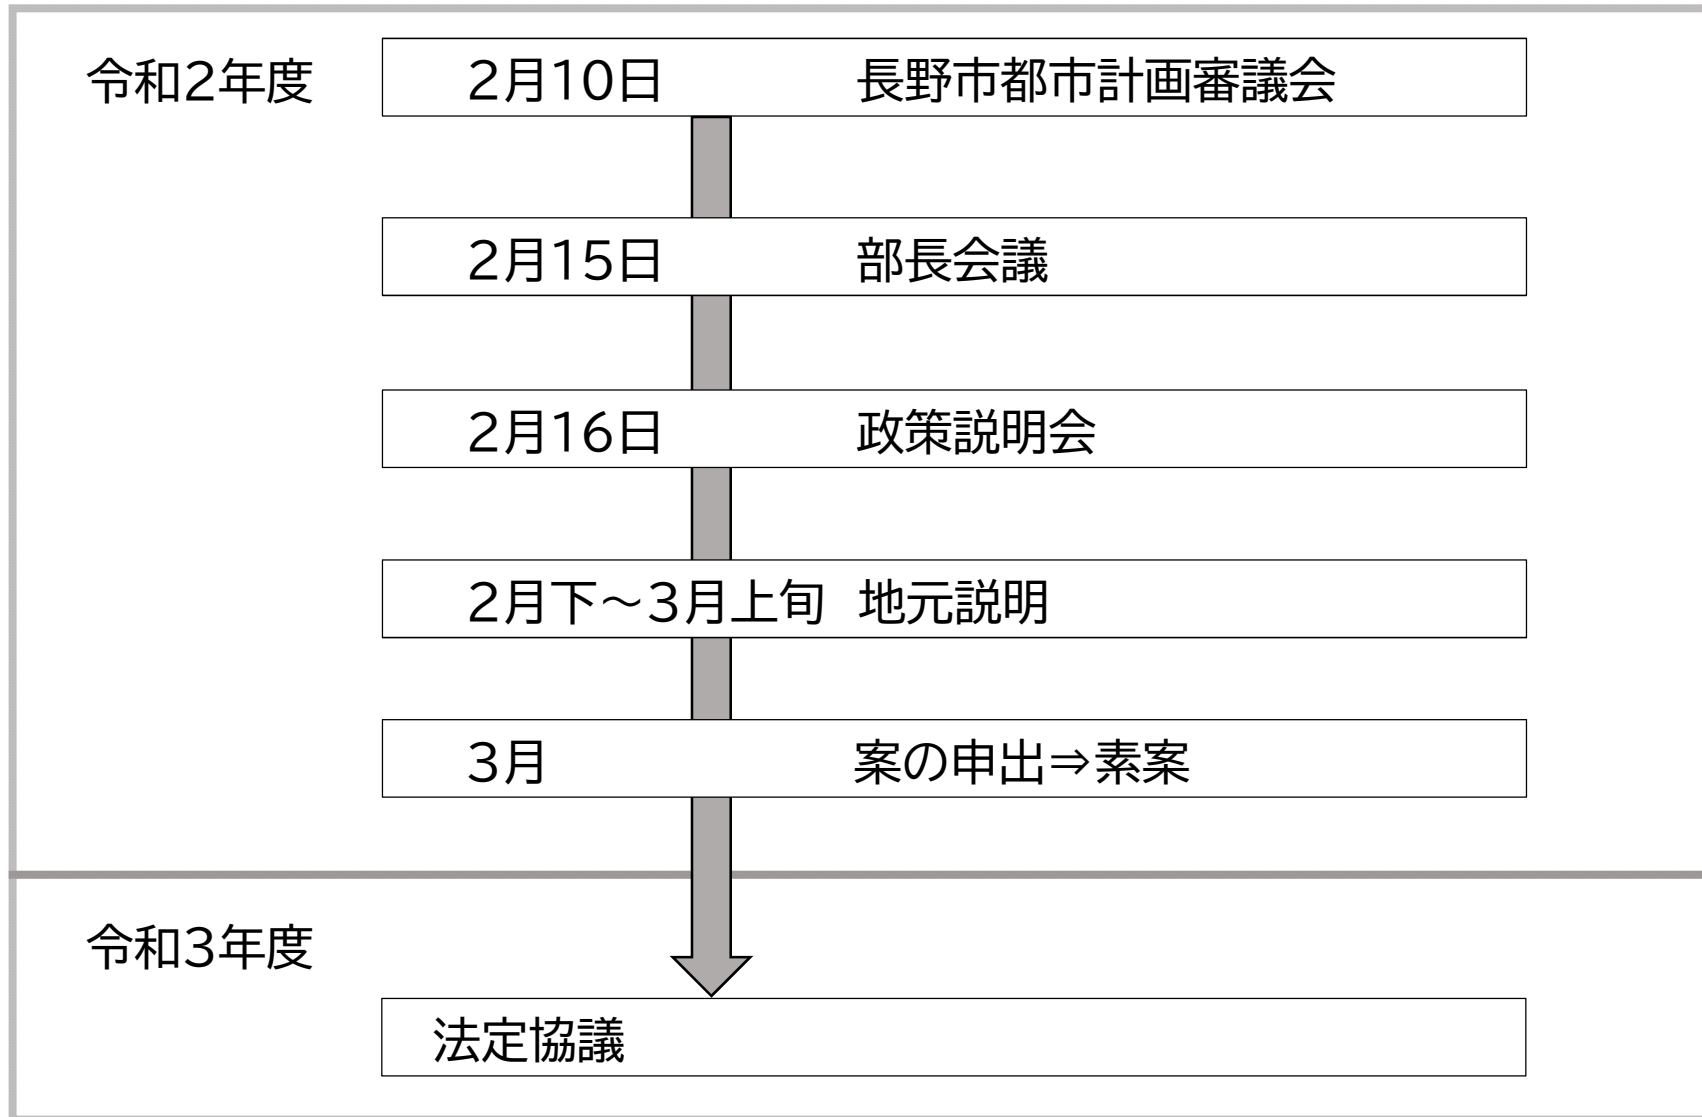 令和2年度
2月10日 長野市都市計画審議会
2月15日 部長会議
2月16日 政策説明会
2月下～3月上旬 地元説明
3月 案の申出⇒素案
令和3年度
法定協議